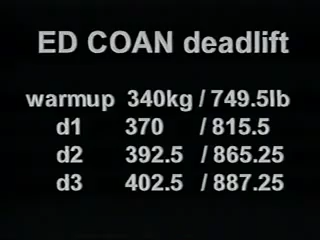 ED COAN deadlift
warmup 340kg / 749.5lb
d1 370 / 815.5
d2 392.5 / 865.25
d3 402.5 / 887.25